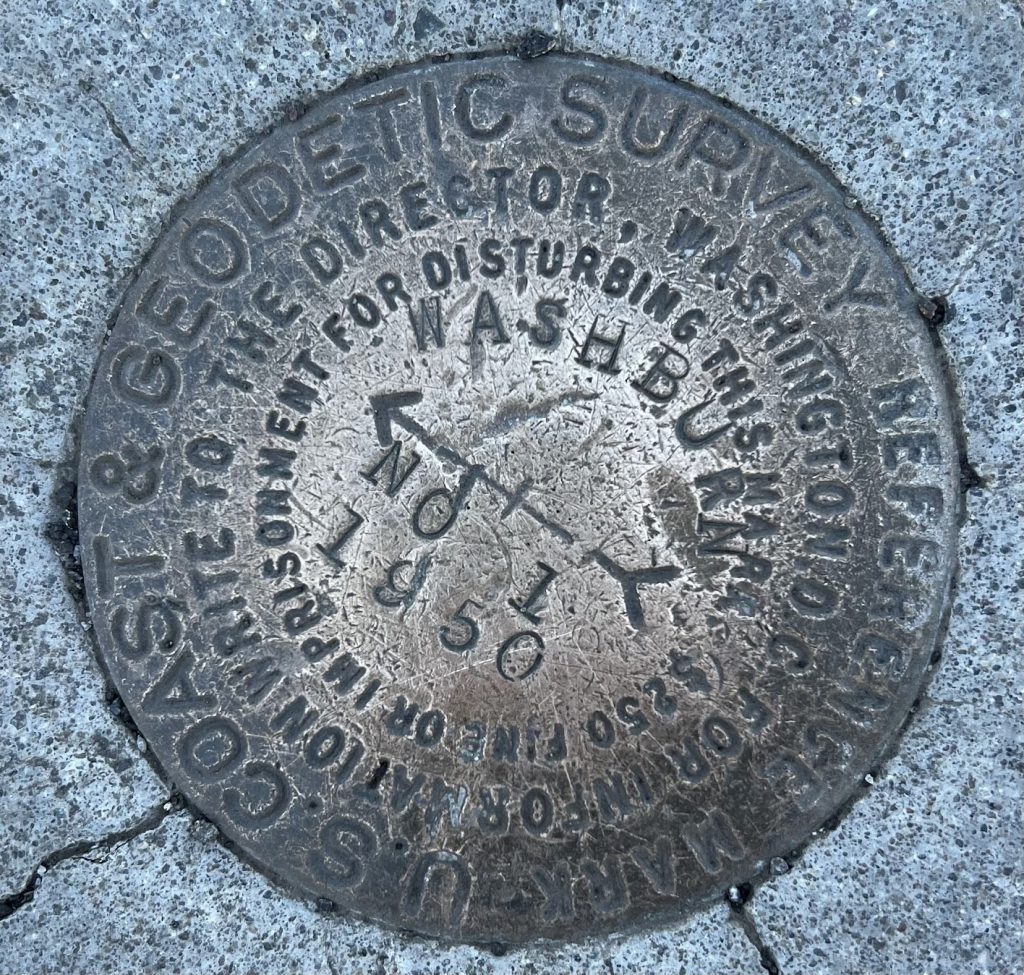 U.S. COAST & GEODETIC SURVEY REFERENCE MARK
FOR INFORMATION WRITE TO THE DIRECTOR, WASHINGTON D C
$250 FINE OR IMPRISONMENT FOR DISTURBING THIS MARK
WASHBURN
NO 1
1950